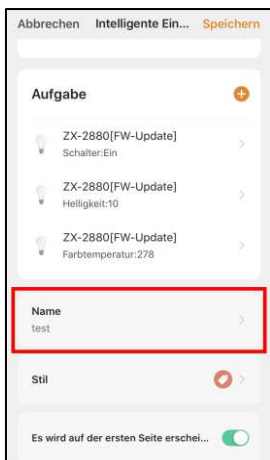 Abbrechen Intelligente Ein... Speichern
Aufgabe
ZX-2880[FW-Update]
Schalter:Ein
ZX-2880[FW-Update]
Helligkeit:10
ZX-2880[FW-Update]
Farbtemperatur:278
Name
test
Stil
Es wird auf der ersten Seite erschei...